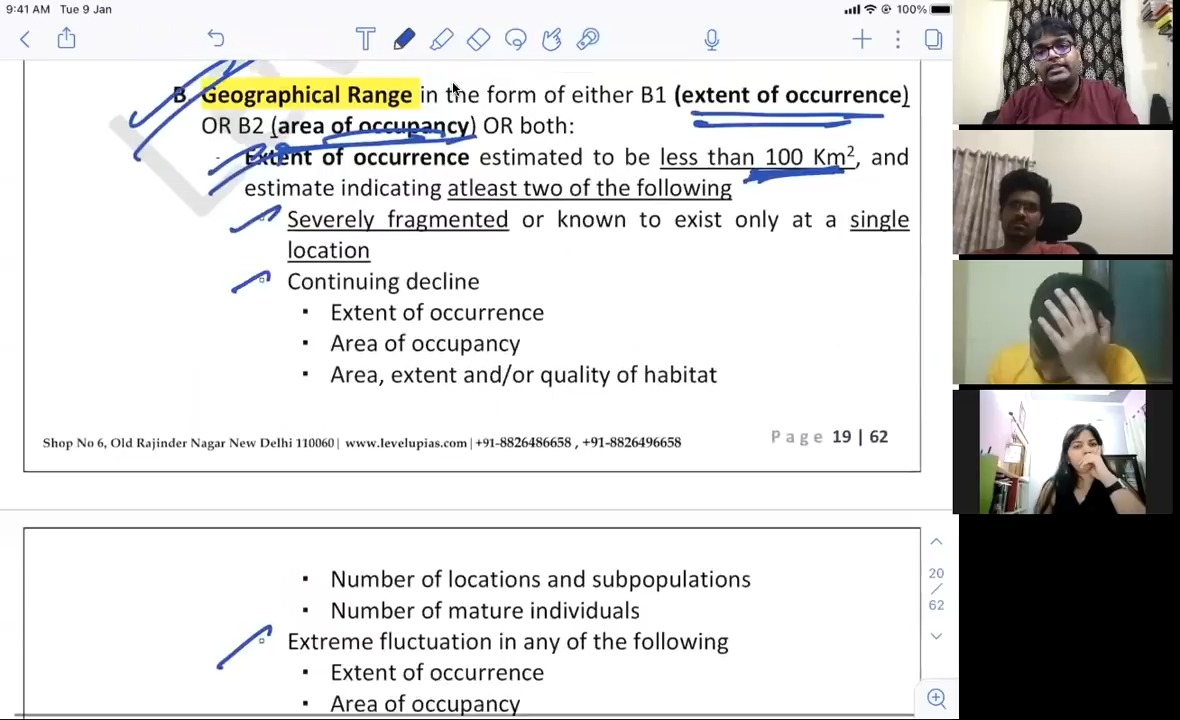 9:41 AM Tue 9 Jan
100%
B. Geographical Range in the form of either B1 (extent of occurrence)
OR B2 (area of occupancy) OR both:
- Extent of occurrence estimated to be less than 100 Km², and
estimate indicating atleast two of the following
Severely fragmented or known to exist only at a single
location
Continuing decline
▪ Extent of occurrence
▪ Area of occupancy
▪ Area, extent and/or quality of habitat
Shop No 6, Old Rajinder Nagar New Delhi 110060| www.levelupias.com | +91-8826486658 , +91-8826496658
Page 19 | 62
▪ Number of locations and subpopulations
▪ Number of mature individuals
Extreme fluctuation in any of the following
▪ Extent of occurrence
▪ Area of occupancy
20
/
62